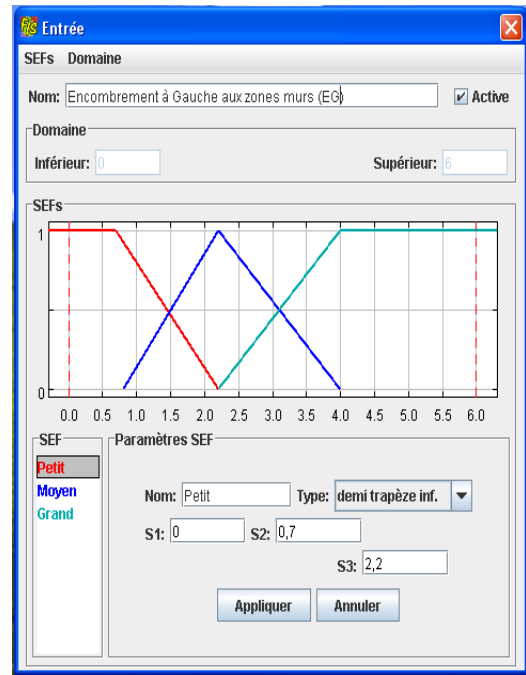 Entrée
SEFs Domaine
Nom: Encombrement à Gauche aux zones murs (EG) Active
Domaine
Inférieur: 0 Supérieur: 6
SEFs
1
0
0.0 0.5 1.0 1.5 2.0 2.5 3.0 3.5 4.0 4.5 5.0 5.5 6.0
SEF Paramètres SEF
Petit
Moyen Nom: Petit Type: demi trapèze inf.
Grand
S1: 0 S2: 0,7
S3: 2,2
Appliquer Annuler